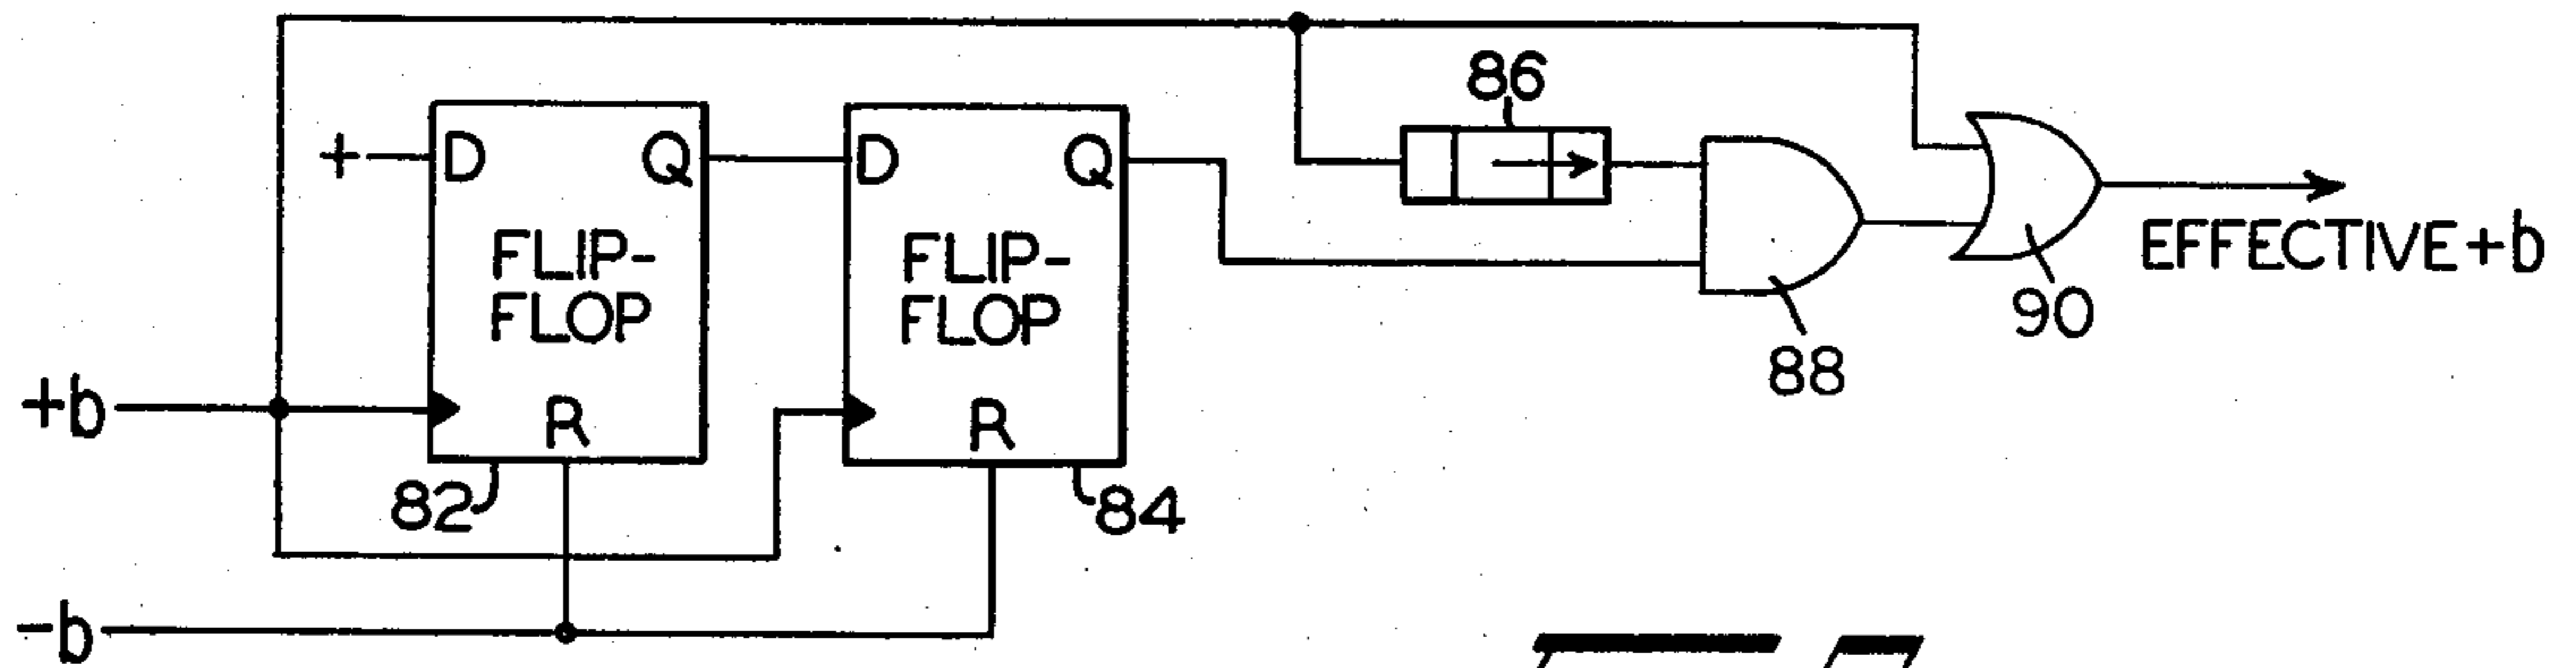 86
+ D Q D Q
FLIP-
FLOP
FLIP-
FLOP
EFFECTIVE+b
90
88
+b
R R
82
84
-b